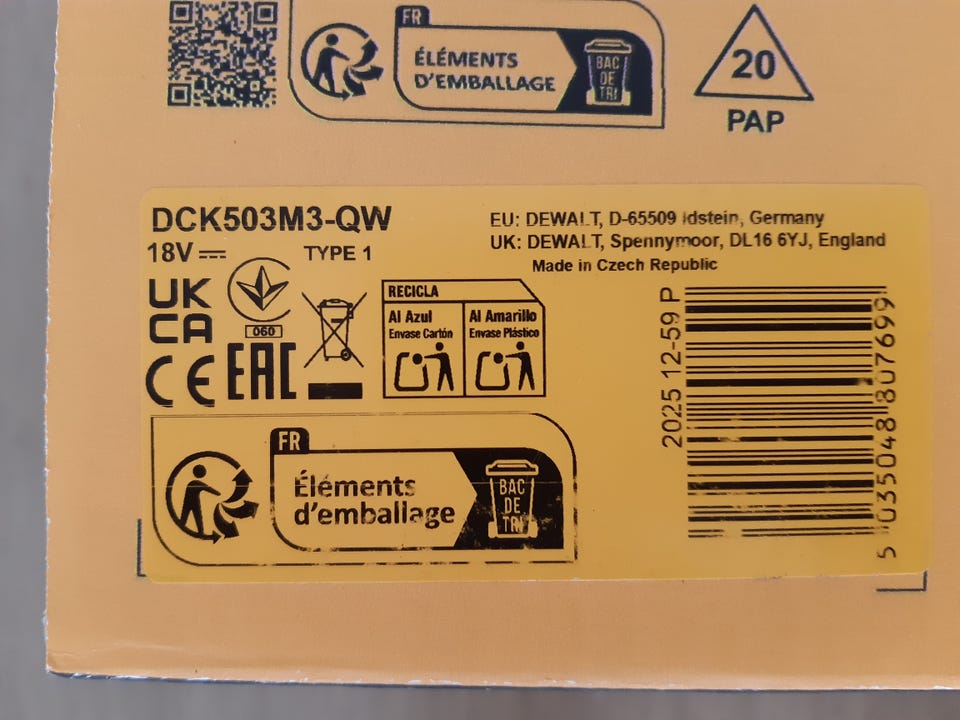 FR
ÉLÉMENTS
D'EMBALLAGE
BAC
DE
TRI
20
PAP
DCK503M3-QW
18V
TYPE 1
EU: DEWALT, D-65509 Idstein, Germany
UK: DEWALT, Spennymoor, DL16 6YJ, England
Made in Czech Republic
UK
CA
060
CE
EAC
RECICLA
Al Azul
Envase Cartón
Al Amarillo
Envase Plástico
2025 12-59 P
5 035048 807699
FR
Éléments
d'emballage
BAC
DE
TRI